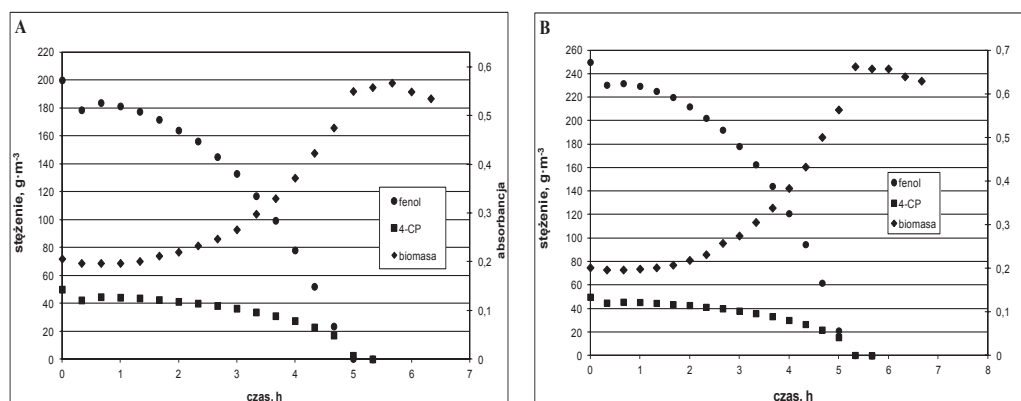 A
220
200
180
160
140
120
100
80
60
40
20
0
stężenie, g·m-3
0 1 2 3 4 5 6 7
czas, h
0,6
0,5
0,4
0,3
0,2
0,1
0
absorbancja
fenol
4-CP
biomasa
B
260
240
220
200
180
160
140
120
100
80
60
40
20
0
stężenie, g·m-3
0 1 2 3 4 5 6 7 8
czas, h
0,7
0,6
0,5
0,4
0,3
0,2
0,1
0
fenol
4-CP
biomasa